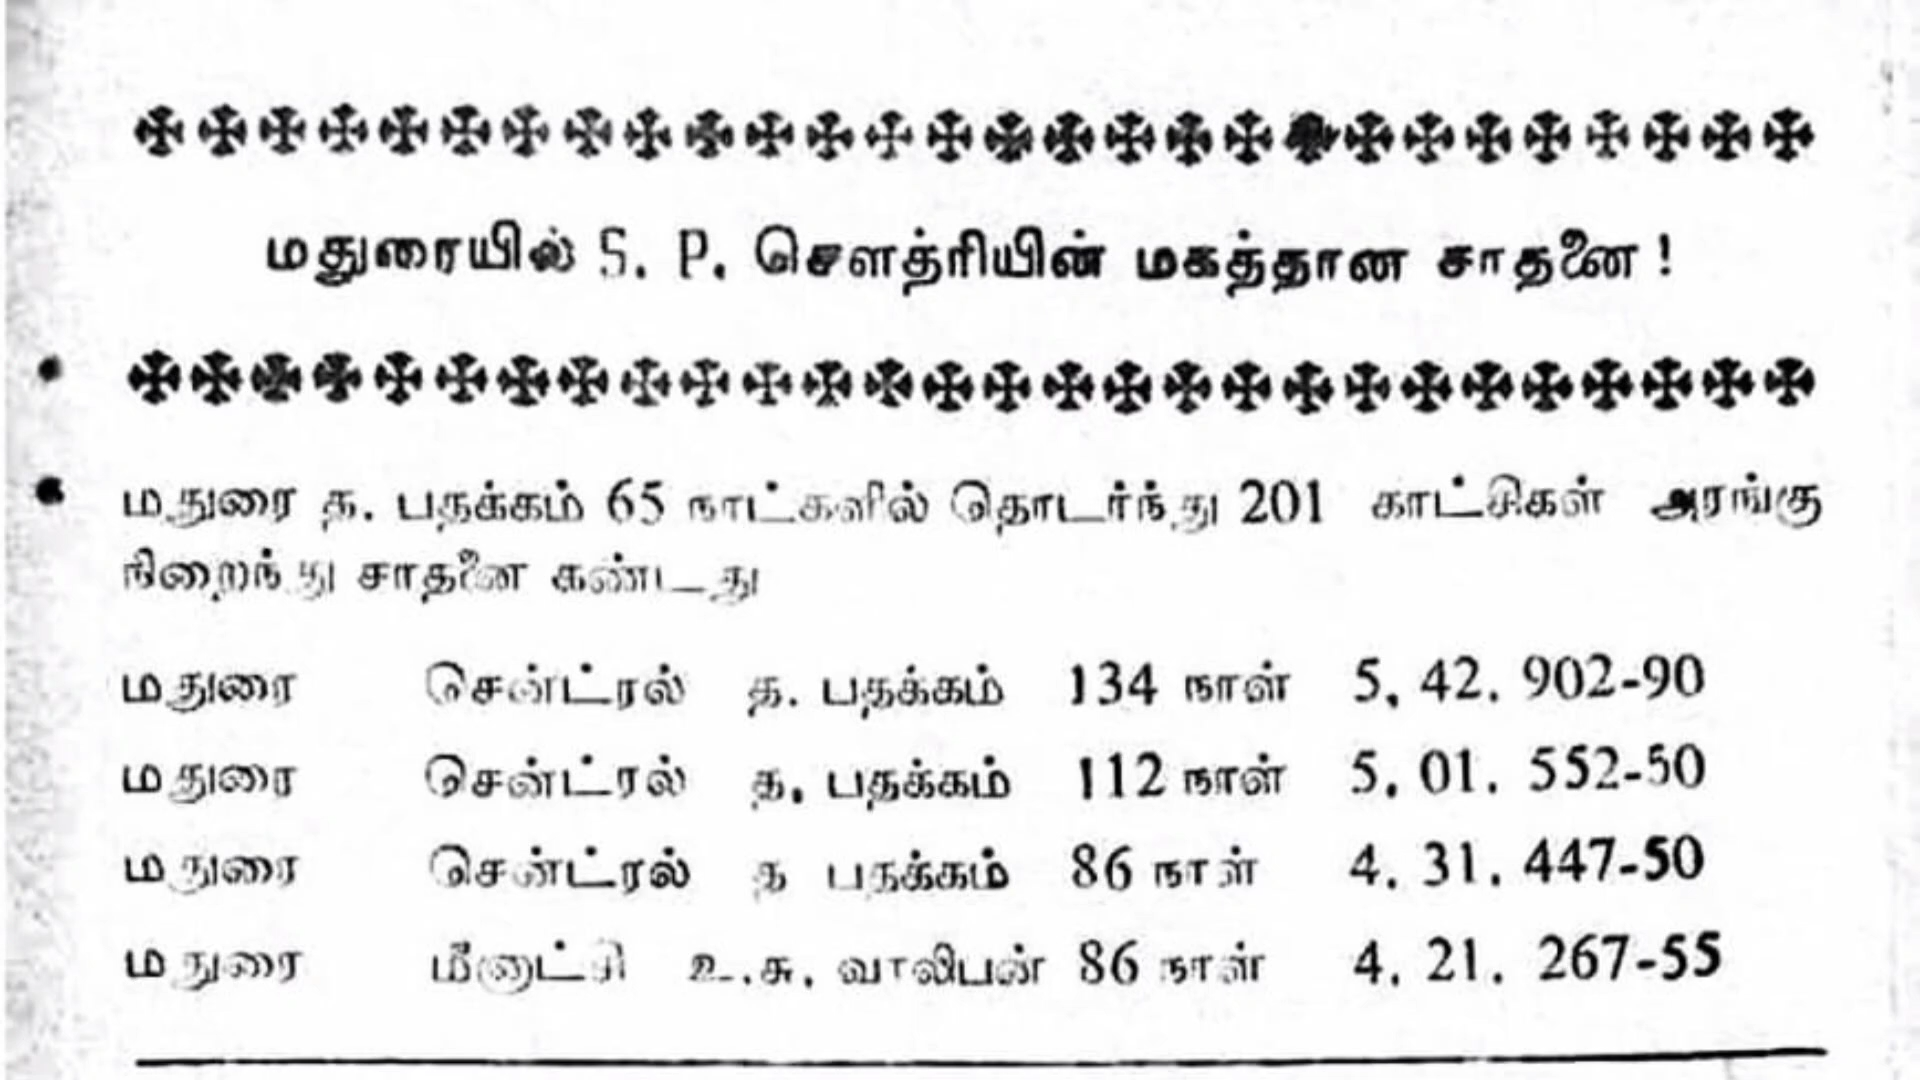 மதுரையில் S. P. சௌத்ரியின் மகத்தான சாதனை !
மதுரை த. பதக்கம் 65 நாட்களில் தொடர்ந்து 201 காட்சிகள் அரங்கு
நிறைந்து சாதனை கண்டது
மதுரை சென்ட்ரல் த. பதக்கம் 134 நாள் 5, 42. 902-90
மதுரை சென்ட்ரல் த. பதக்கம் 112 நாள் 5, 01. 552-50
மதுரை சென்ட்ரல் த பதக்கம் 86 நாள் 4. 31. 447-50
மதுரை மீனாட்சி உ.சு. வாலிபன் 86 நாள் 4. 21. 267-55